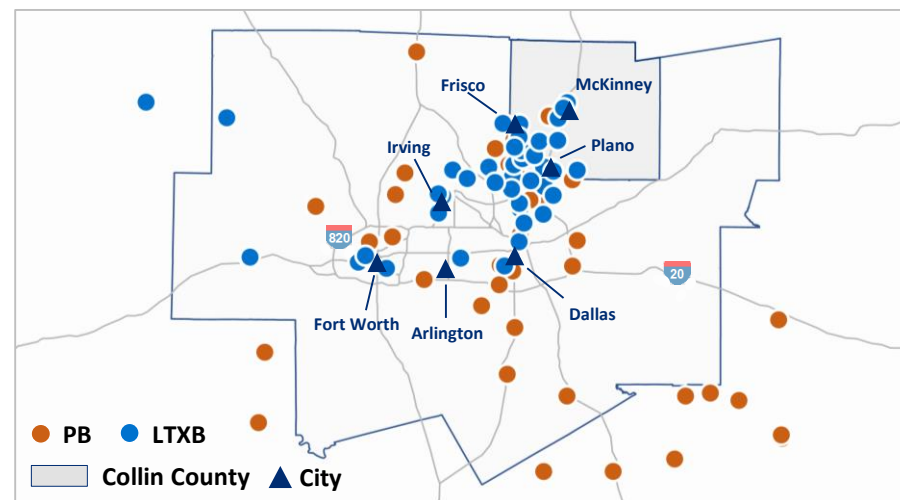 Frisco
McKinney
Irving
Plano
820
20
Dallas
Fort Worth
Arlington
PB
LTXB
Collin County
City